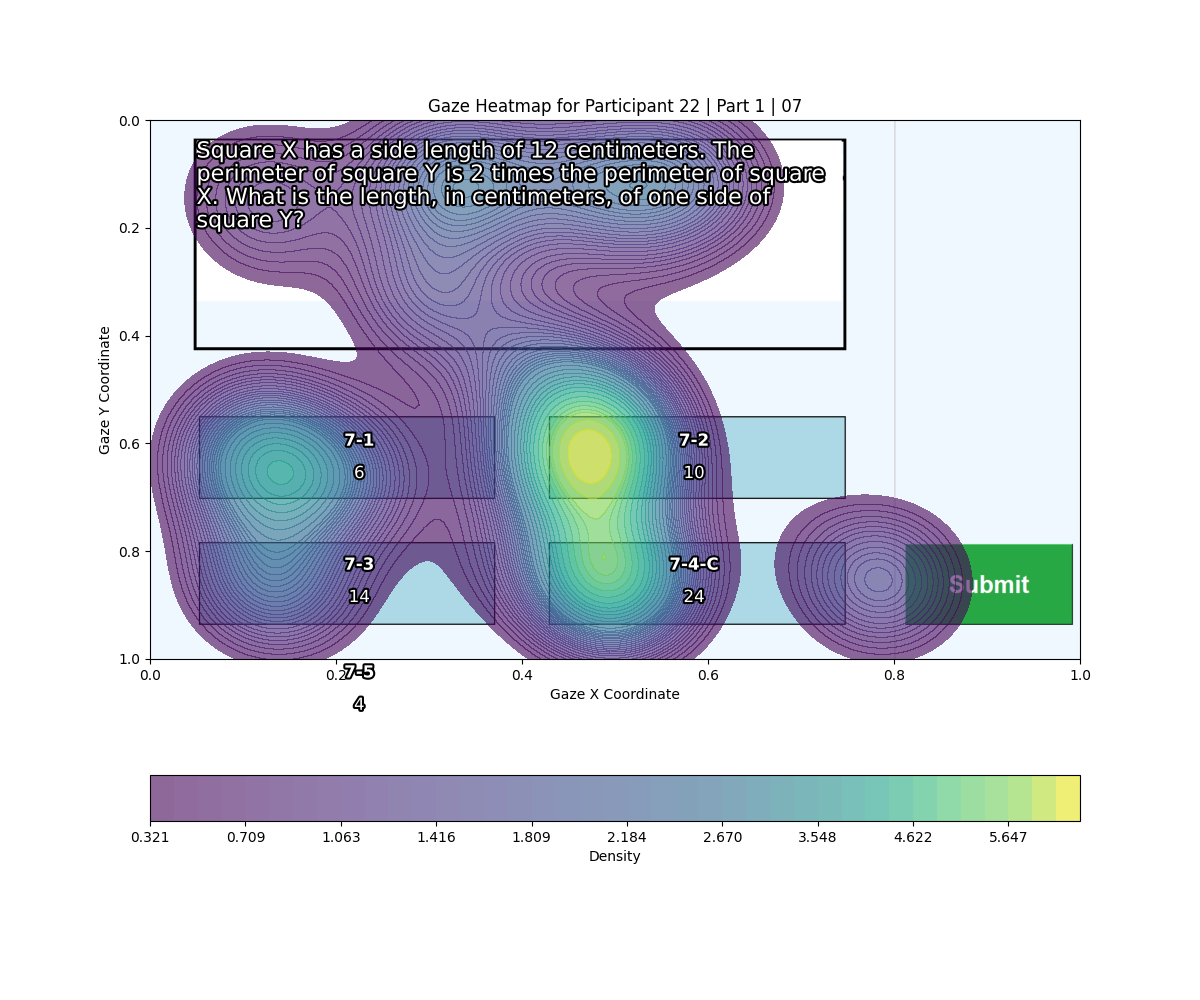 Gaze Heatmap for Participant 22 | Part 1 | 07
0.0
0.2
0.4
0.6
0.8
1.0
Gaze Y Coordinate
Square X has a side length of 12 centimeters. The
perimeter of square Y is 2 times the perimeter of square
X. What is the length, in centimeters, of one side of
square Y?
7-1
6
7-2
10
7-3
14
7-4-C
24
Submit
7-5
4
0.0 0.2 0.4 0.6 0.8 1.0
Gaze X Coordinate
0.321 0.709 1.063 1.416 1.809 2.184 2.670 3.548 4.622 5.647
Density